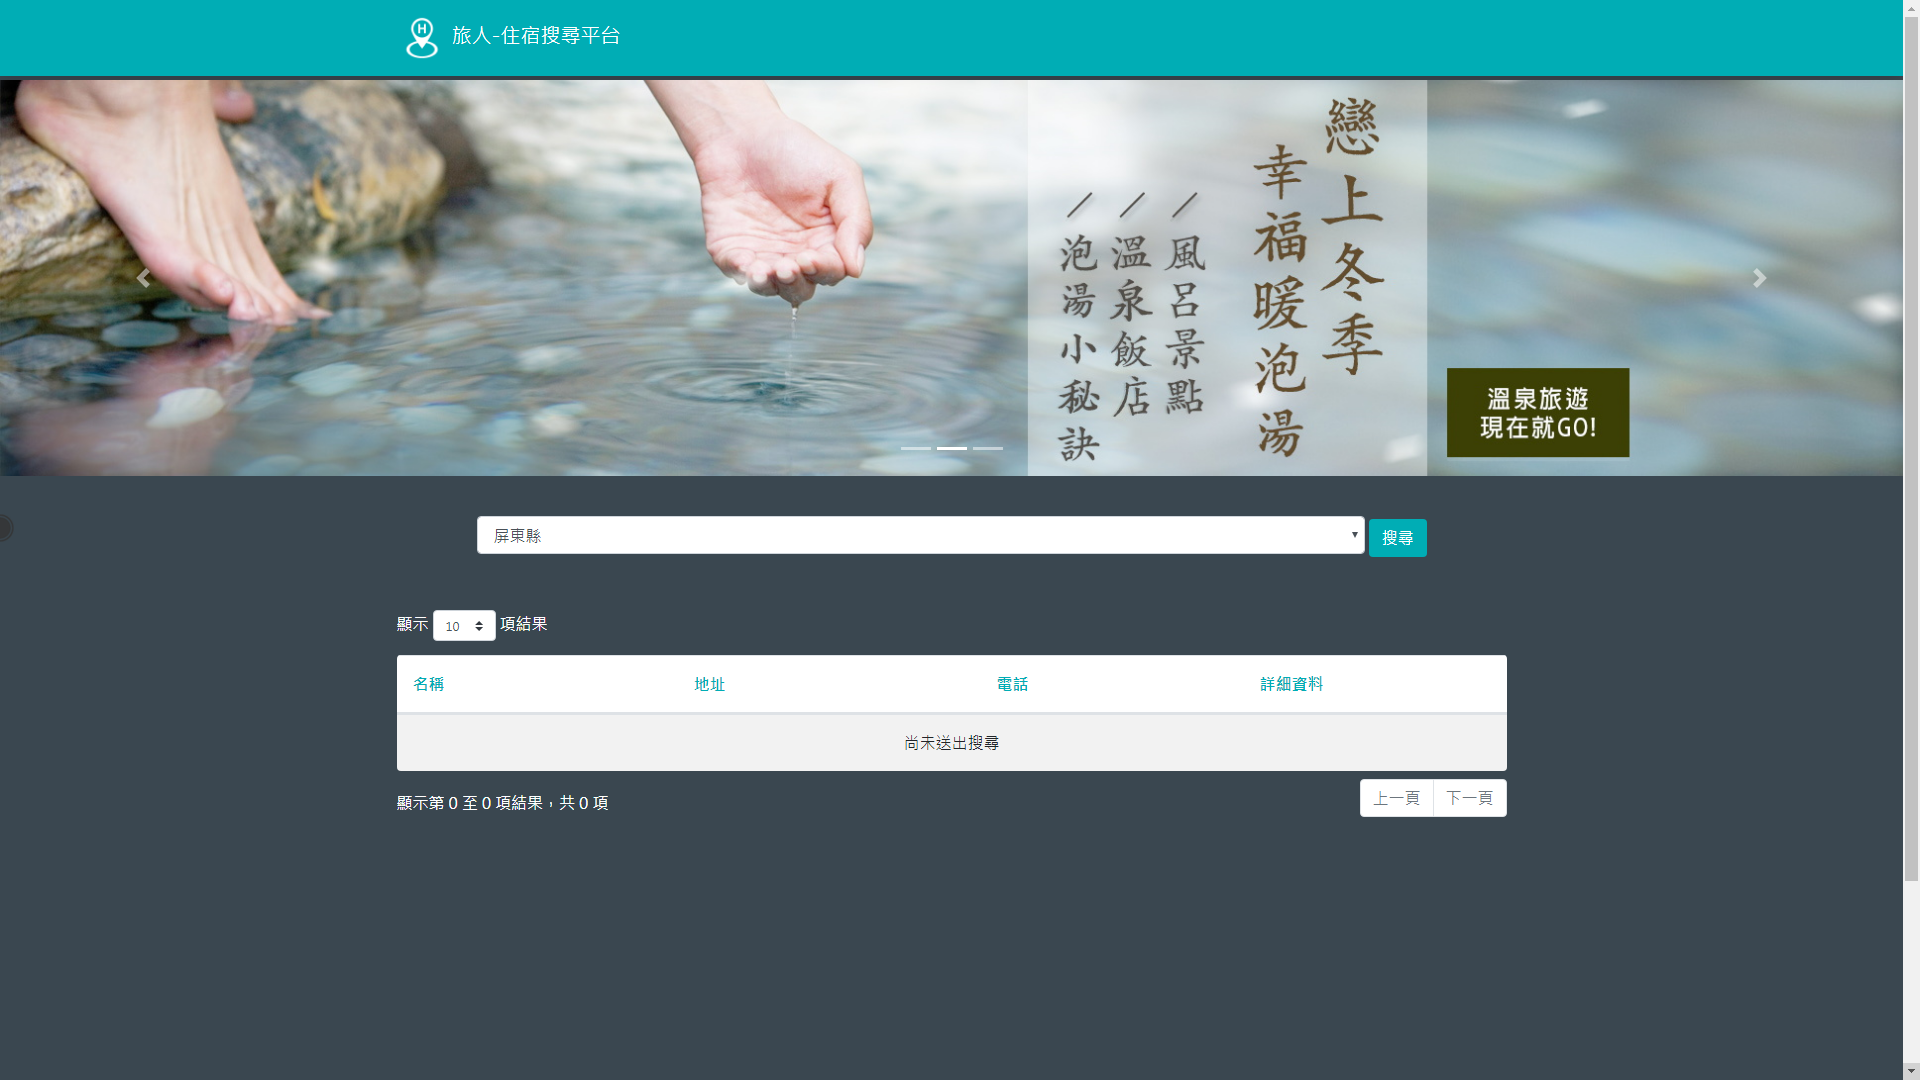 旅人-住宿搜尋平台
戀上冬季
幸福暖泡湯
／風呂景點
／溫泉飯店
／泡湯小秘訣
溫泉旅遊
現在就GO!
屏東縣
搜尋
顯示 10 項結果
名稱 地址 電話 詳細資料
尚未送出搜尋
顯示第 0 至 0 項結果，共 0 項
上一頁 下一頁